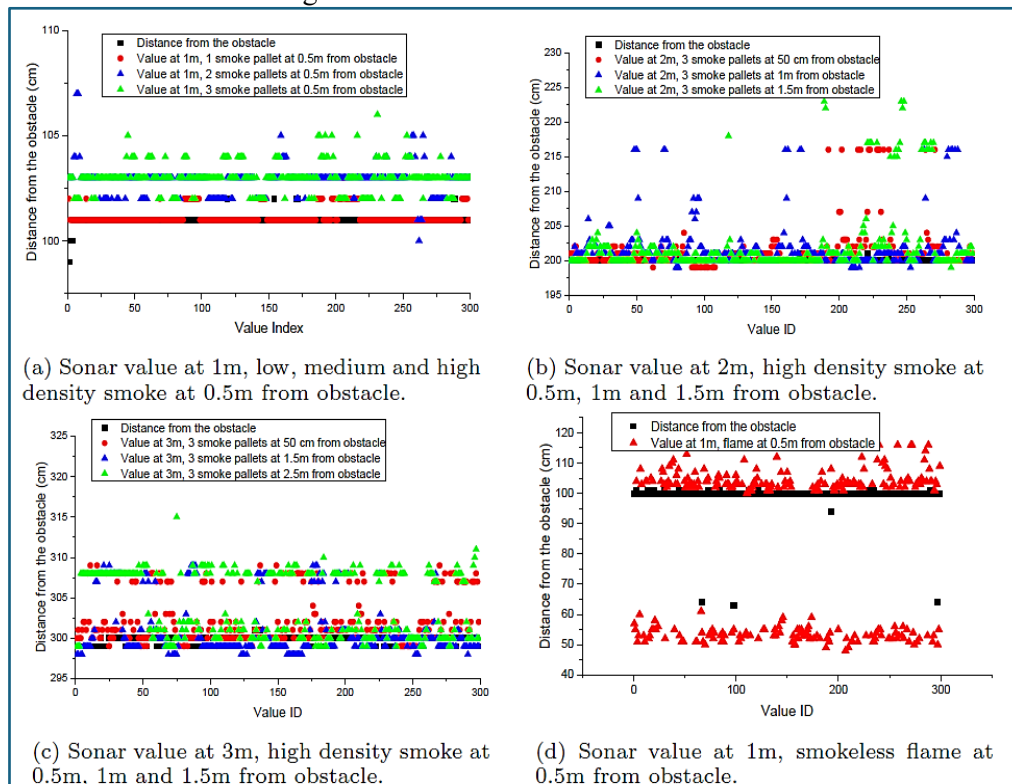 Distance from the obstacle
Value at 1m, 1 smoke pallet at 0.5m from obstacle
Value at 1m, 2 smoke pallets at 0.5m from obstacle
Value at 1m, 3 smoke pallets at 0.5m from obstacle
Distance from the obstacle (cm)
110
105
100
0 50 100 150 200 250 300
Value Index
(a) Sonar value at 1m, low, medium and high
density smoke at 0.5m from obstacle.
Distance from the obstacle
Value at 2m, 3 smoke pallets at 50 cm from obstacle
Value at 2m, 3 smoke pallets at 1m from obstacle
Value at 2m, 3 smoke pallets at 1.5m from obstacle
Distance from the obstacle (cm)
230
225
220
215
210
205
200
195
0 50 100 150 200 250 300
Value ID
(b) Sonar value at 2m, high density smoke at
0.5m, 1m and 1.5m from obstacle.
Distance from the obstacle
Value at 3m, 3 smoke pallets at 50 cm from obstacle
Value at 3m, 3 smoke pallets at 1.5m from obstacle
Value at 3m, 3 smoke pallets at 2.5m from obstacle
Distance from the obstacle (cm)
325
320
315
310
305
300
295
0 50 100 150 200 250 300
Value ID
(c) Sonar value at 3m, high density smoke at
0.5m, 1m and 1.5m from obstacle.
Distance from the obstacle
Value at 1m, flame at 0.5m from obstacle
Distance from the obstacle (cm)
120
110
100
90
80
70
60
50
40
0 100 200 300
Value ID
(d) Sonar value at 1m, smokeless flame at
0.5m from obstacle.